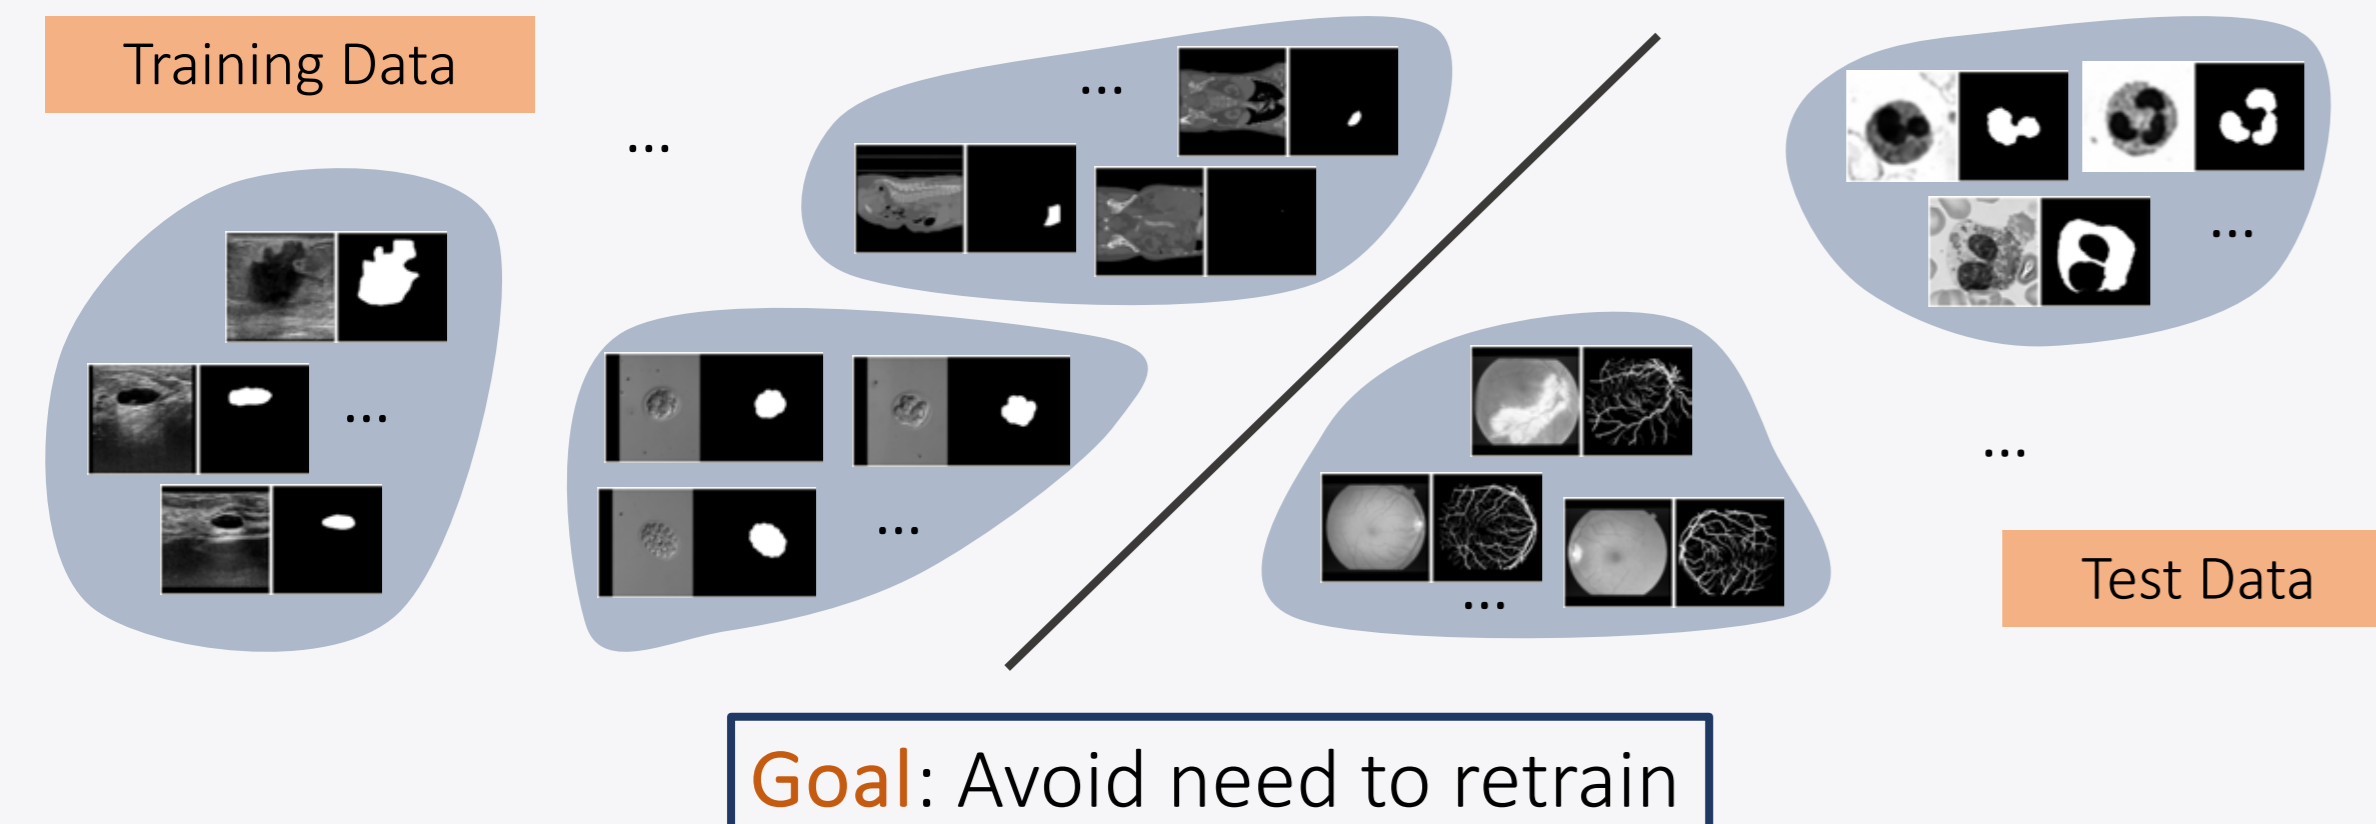 Training Data
...
...
...
...
...
...
...
...
Test Data
Goal: Avoid need to retrain